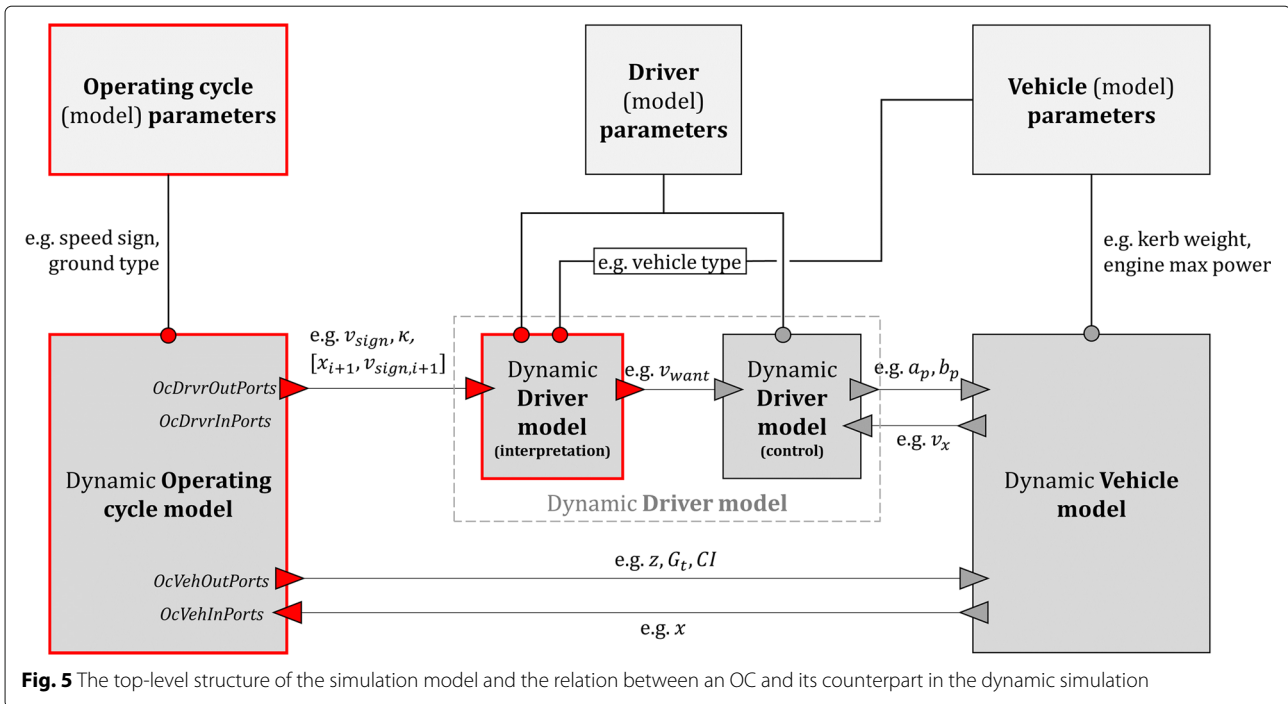 Operating cycle
(model) parameters
Driver
(model)
parameters
Vehicle (model)
parameters
e.g. speed sign,
ground type
e.g. vehicle type
e.g. kerb weight,
engine max power
e.g. v_sign, κ,
[x_{i+1}, v_{sign,i+1}]
OcDrvrOutPorts
OcDrvrInPorts
Dynamic Operating
cycle model
OcVehOutPorts
OcVehInPorts
Dynamic
Driver
model
(interpretation)
e.g. v_want
Dynamic
Driver
model
(control)
Dynamic Driver model
e.g. a_p, b_p
e.g. v_x
Dynamic Vehicle
model
e.g. z, G_t, CI
e.g. x
Fig. 5 The top-level structure of the simulation model and the relation between an OC and its counterpart in the dynamic simulation